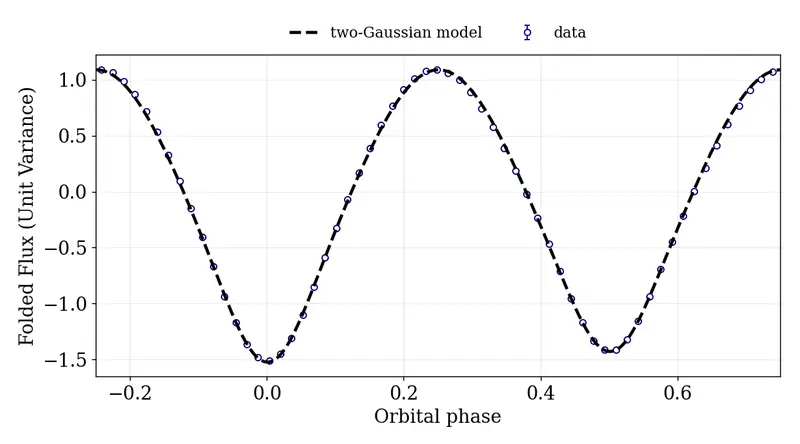 two-Gaussian model
data
1.0
0.5
0.0
−0.5
−1.0
−1.5
Folded Flux (Unit Variance)
−0.2
0.0
0.2
0.4
0.6
Orbital phase